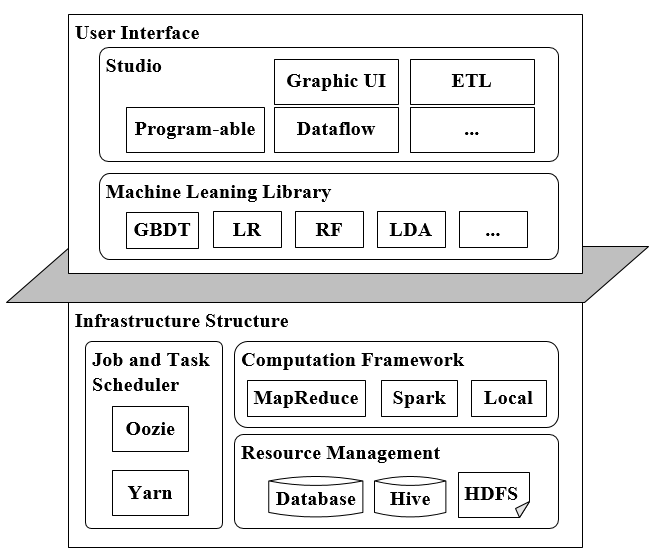 User Interface
Studio
Graphic UI
ETL
Program-able
Dataflow
...
Machine Leaning Library
GBDT
LR
RF
LDA
...
Infrastructure Structure
Job and Task
Scheduler
Oozie
Yarn
Computation Framework
MapReduce
Spark
Local
Resource Management
Database
Hive
HDFS